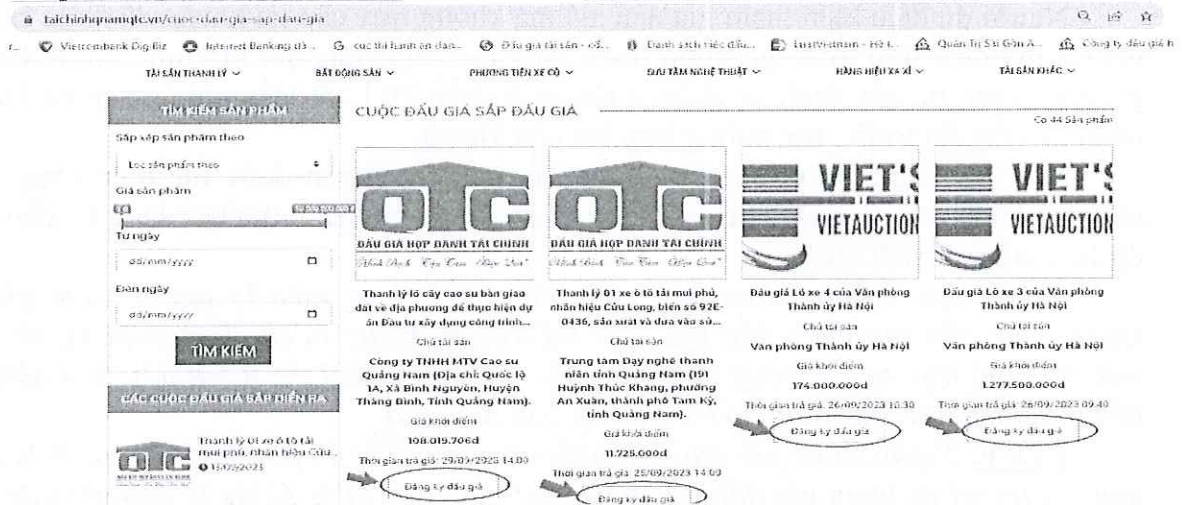 taichinhqnamqtc.vn/cuoc-dau-gia-sap-dau-gia
Vietcombank DigiBiz
Internet Banking
Đấu giá tài sản
TÀI SẢN THANH LÝ
BẤT ĐỘNG SẢN
PHƯƠNG TIỆN XE CỘ
SƯU TẦM NGHỆ THUẬT
HÀNG HIỆU XA XỈ
TÀI SẢN KHÁC
TÌM KIẾM SẢN PHẨM
Sắp xếp sản phẩm theo
Lọc sản phẩm theo
Giá sản phẩm
Từ ngày
dd/mm/yyyy
Đến ngày
dd/mm/yyyy
TÌM KIẾM
CÁC CUỘC ĐẤU GIÁ SẮP DIỄN RA
Thanh lý 01 xe ô tô tải
mui phủ, nhãn hiệu Cửu...
CUỘC ĐẤU GIÁ SẮP ĐẤU GIÁ
Có 44 Sản phẩm
QTC
ĐẤU GIÁ HỢP DANH TÀI CHÍNH
Thanh lý lô cây cao su bàn giao
đất về địa phương để thực hiện dự
án Đầu tư xây dựng công trình...
Chủ tài sản
Công ty TNHH MTV Cao su
Quảng Nam (Địa chỉ: Quốc lộ
1A, Xã Bình Nguyên, Huyện
Thăng Bình, Tỉnh Quảng Nam).
Giá khởi điểm
108.019.706đ
Thời gian trả giá: 29/09/2023 14:00
Đăng ký đấu giá
QTC
ĐẤU GIÁ HỢP DANH TÀI CHÍNH
Thanh lý 01 xe ô tô tải mui phủ,
nhãn hiệu Cửu Long, biển số 92E-
0436, sản xuất và đưa vào sử...
Chủ tài sản
Trung tâm Dạy nghề thanh
niên tỉnh Quảng Nam (191
Huỳnh Thúc Kháng, phường
An Xuân, thành phố Tam Kỳ,
tỉnh Quảng Nam).
Giá khởi điểm
11.725.000đ
Thời gian trả giá: 25/09/2023 14:00
Đăng ký đấu giá
VIET'S
VIETAUCTION
Đấu giá Lô xe 4 của Văn phòng
Thành ủy Hà Nội
Chủ tài sản
Văn phòng Thành ủy Hà Nội
Giá khởi điểm
174.000.000đ
Thời gian trả giá: 26/09/2023 10:30
Đăng ký đấu giá
VIET'S
VIETAUCTION
Đấu giá Lô xe 3 của Văn phòng
Thành ủy Hà Nội
Chủ tài sản
Văn phòng Thành ủy Hà Nội
Giá khởi điểm
1.277.500.000đ
Thời gian trả giá: 26/09/2023 09:40
Đăng ký đấu giá